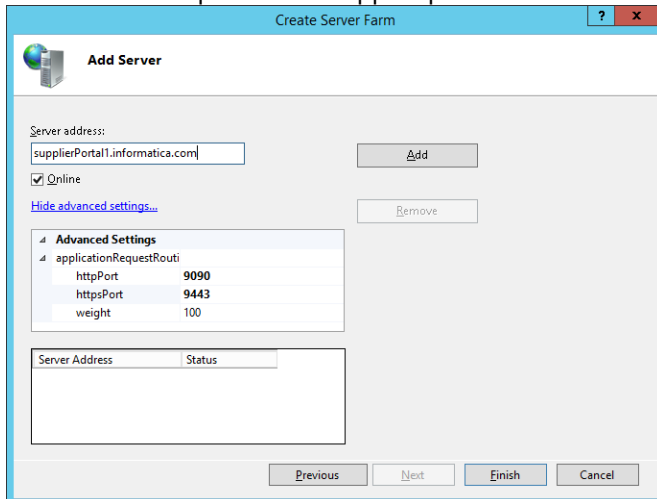 Create Server Farm
? x
Add Server
Server address:
supplierPortal1.informatica.com
Add
Online
Hide advanced settings...
Remove
Advanced Settings
applicationRequestRouti
httpPort 9090
httpsPort 9443
weight 100
Server Address Status
Previous Next Finish Cancel